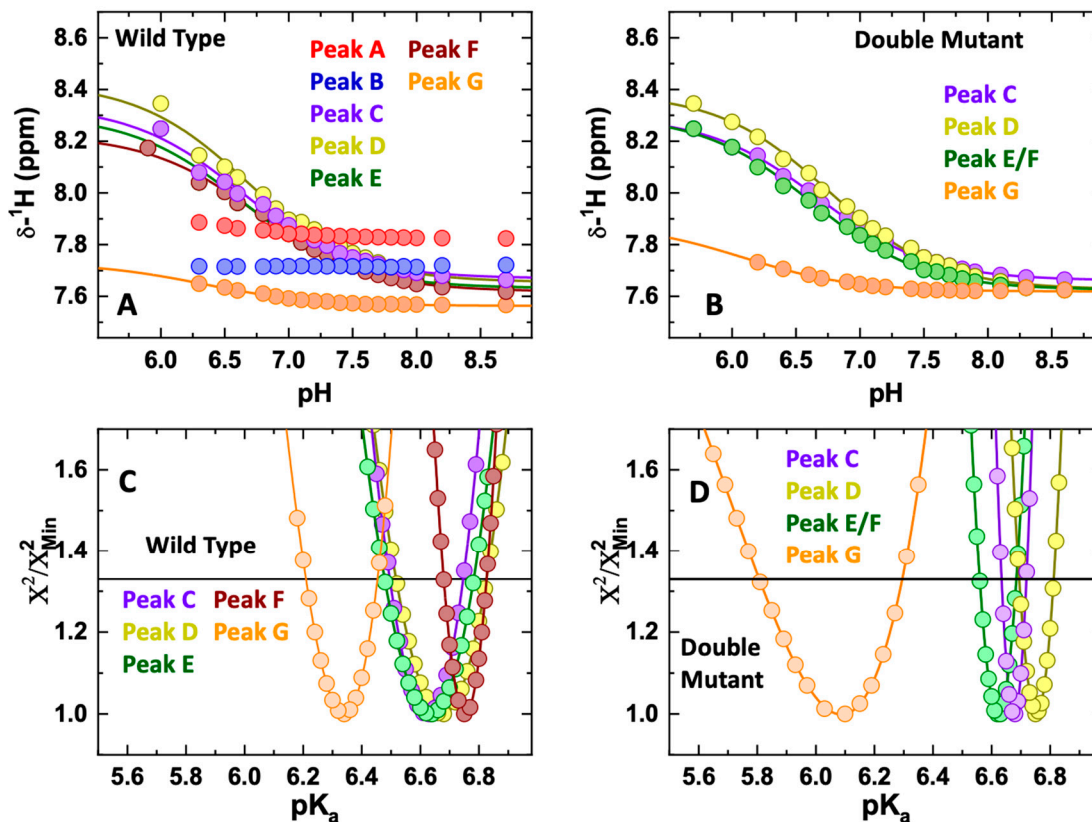 Wild Type
Peak A Peak F
Peak B Peak G
Peak C
Peak D
Peak E
A
δ-¹H (ppm)
8.6
8.4
8.2
8.0
7.8
7.6
6.0 6.5 7.0 7.5 8.0 8.5
pH
Double Mutant
Peak C
Peak D
Peak E/F
Peak G
B
δ-¹H (ppm)
8.6
8.4
8.2
8.0
7.8
7.6
6.0 6.5 7.0 7.5 8.0 8.5
pH
C
Wild Type
Peak C Peak F
Peak D Peak G
Peak E
Χ²/Χ²Min
1.6
1.4
1.2
1.0
5.6 5.8 6.0 6.2 6.4 6.6 6.8
pKa
D
Peak C
Peak D
Peak E/F
Peak G
Double
Mutant
Χ²/Χ²Min
1.6
1.4
1.2
1.0
5.6 5.8 6.0 6.2 6.4 6.6 6.8
pKa